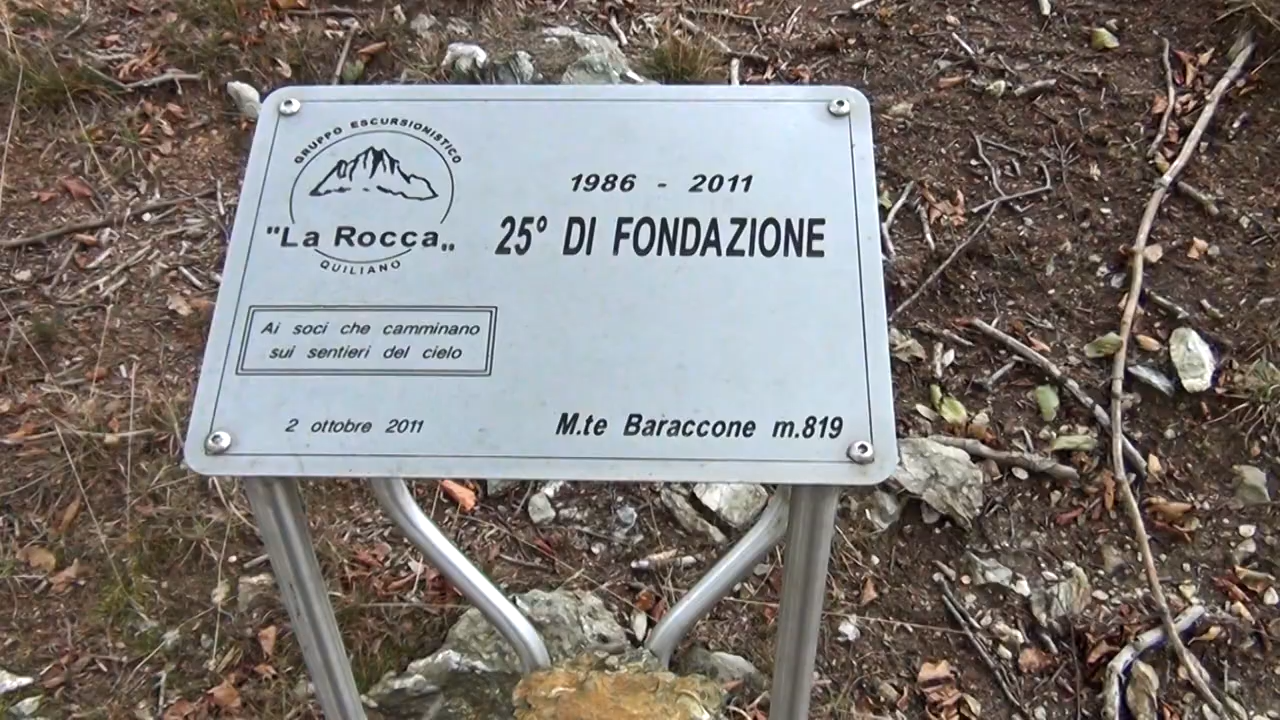 GRUPPO ESCURSIONISTICO
"La Rocca„
QUILIANO
1986 - 2011
25° DI FONDAZIONE
Ai soci che camminano
sui sentieri del cielo
2 ottobre 2011
M.te Baraccone m.819